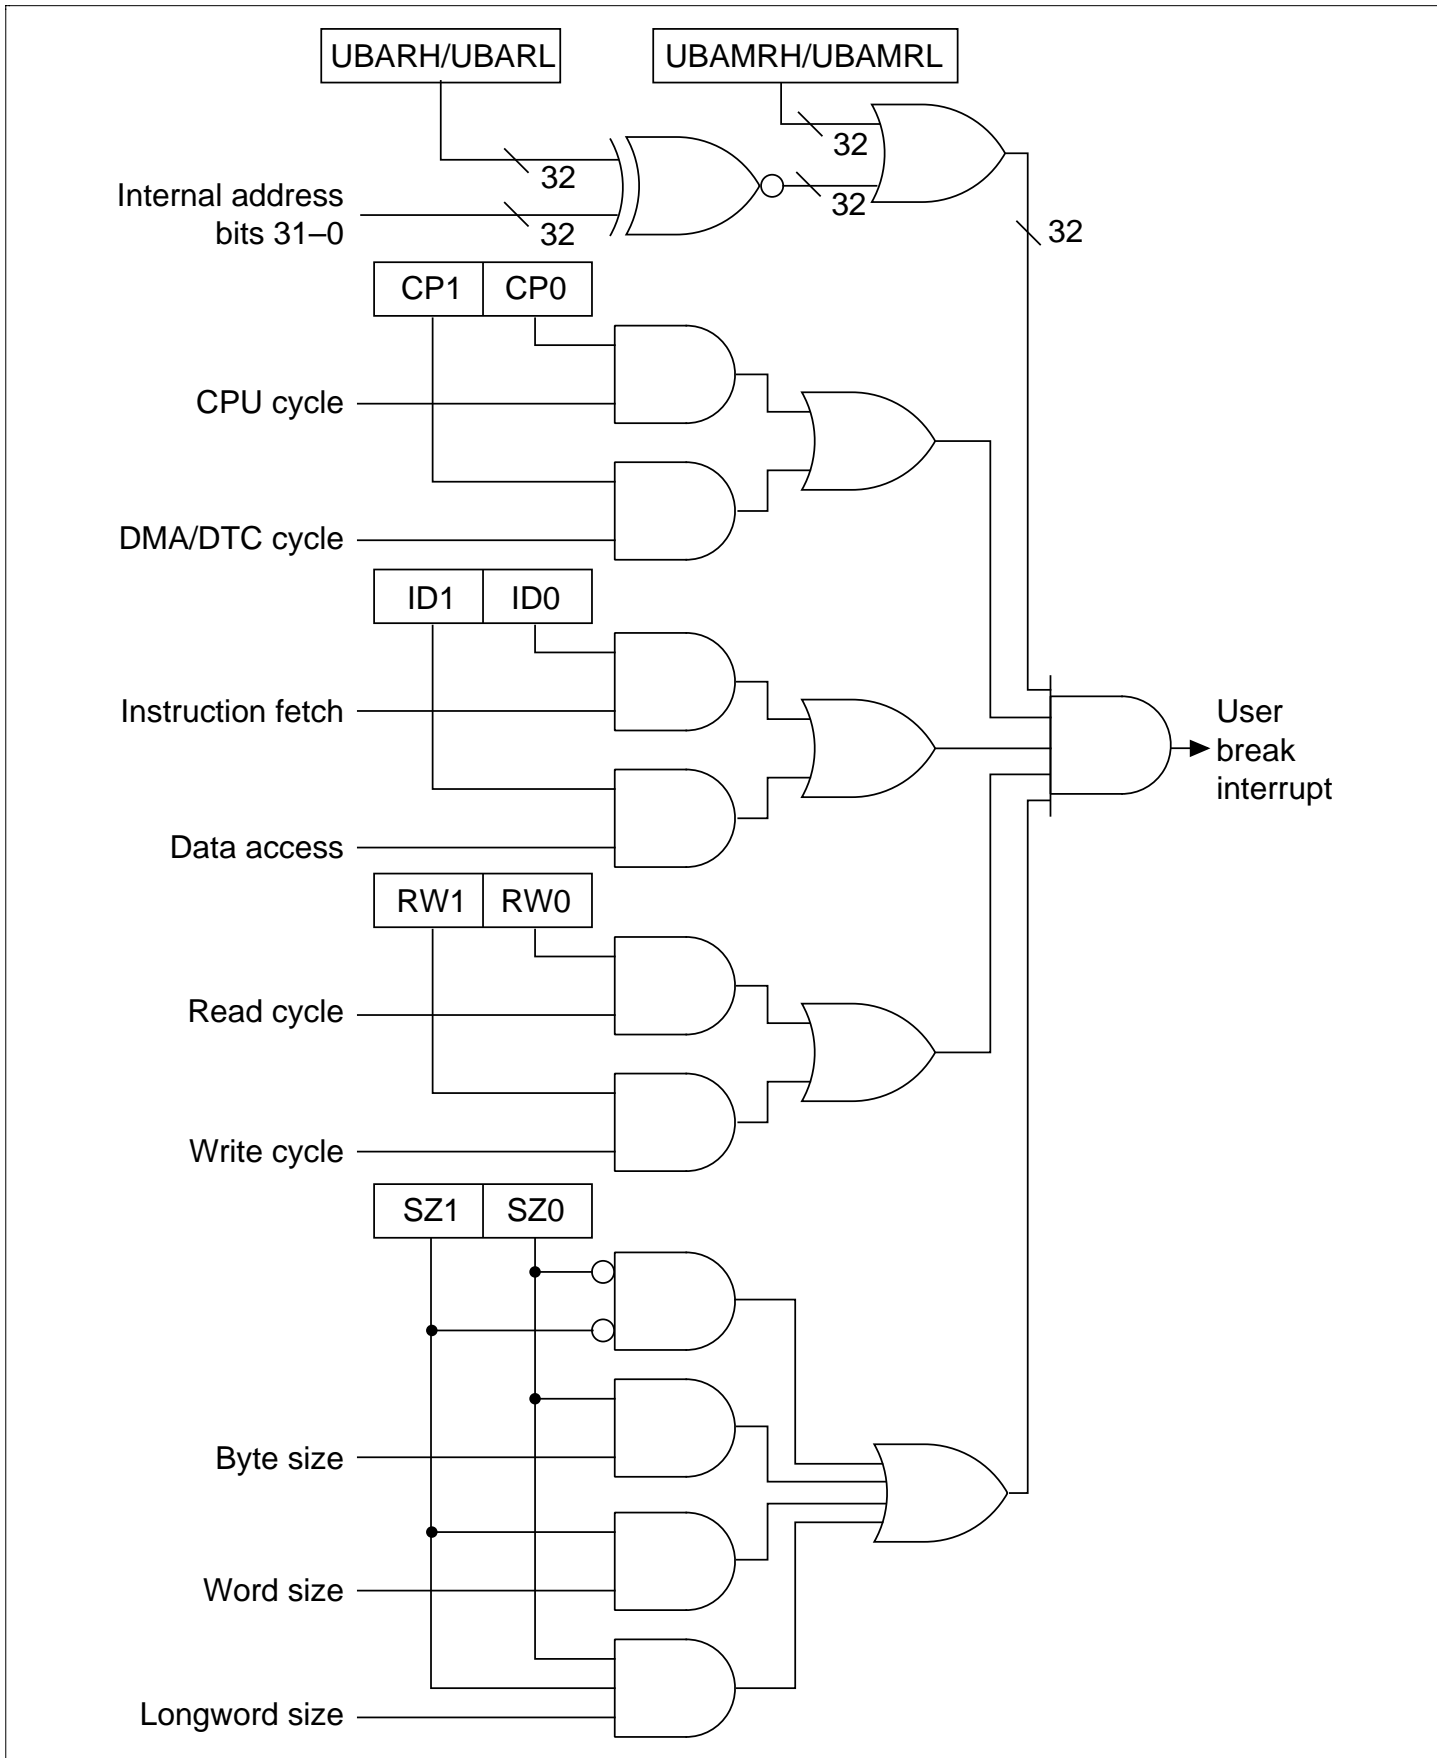 UBARH/UBARL
UBAMRH/UBAMRL
32
32
Internal address
bits 31–0
32
32
32
CP1
CP0
CPU cycle
DMA/DTC cycle
ID1
ID0
Instruction fetch
User
break
interrupt
Data access
RW1
RW0
Read cycle
Write cycle
SZ1
SZ0
Byte size
Word size
Longword size